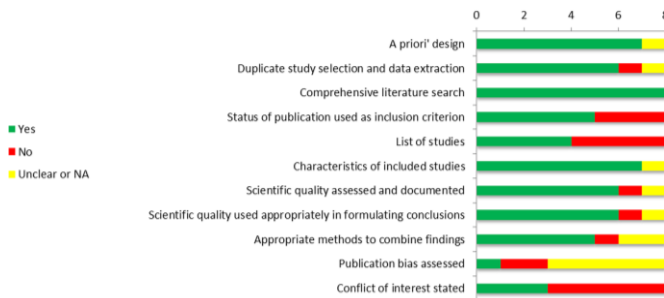 0 2 4 6 8
A priori' design
Duplicate study selection and data extraction
Comprehensive literature search
Status of publication used as inclusion criterion
List of studies
Characteristics of included studies
Scientific quality assessed and documented
Scientific quality used appropriately in formulating conclusions
Appropriate methods to combine findings
Publication bias assessed
Conflict of interest stated
Yes
No
Unclear or NA